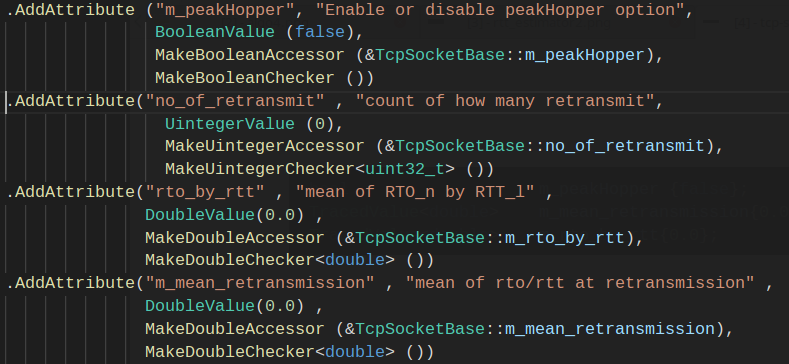 .AddAttribute ("m_peakHopper", "Enable or disable peakHopper option",
BooleanValue (false),
MakeBooleanAccessor (&TcpSocketBase::m_peakHopper),
MakeBooleanChecker ())
.AddAttribute("no_of_retransmit" , "count of how many retransmit",
UintegerValue (0),
MakeUintegerAccessor (&TcpSocketBase::no_of_retransmit),
MakeUintegerChecker<uint32_t> ())
.AddAttribute("rto_by_rtt" , "mean of RTO_n by RTT_l" ,
DoubleValue(0.0) ,
MakeDoubleAccessor (&TcpSocketBase::m_rto_by_rtt),
MakeDoubleChecker<double> ())
.AddAttribute("m_mean_retransmission" , "mean of rto/rtt at retransmission" ,
DoubleValue(0.0) ,
MakeDoubleAccessor (&TcpSocketBase::m_mean_retransmission),
MakeDoubleChecker<double> ())